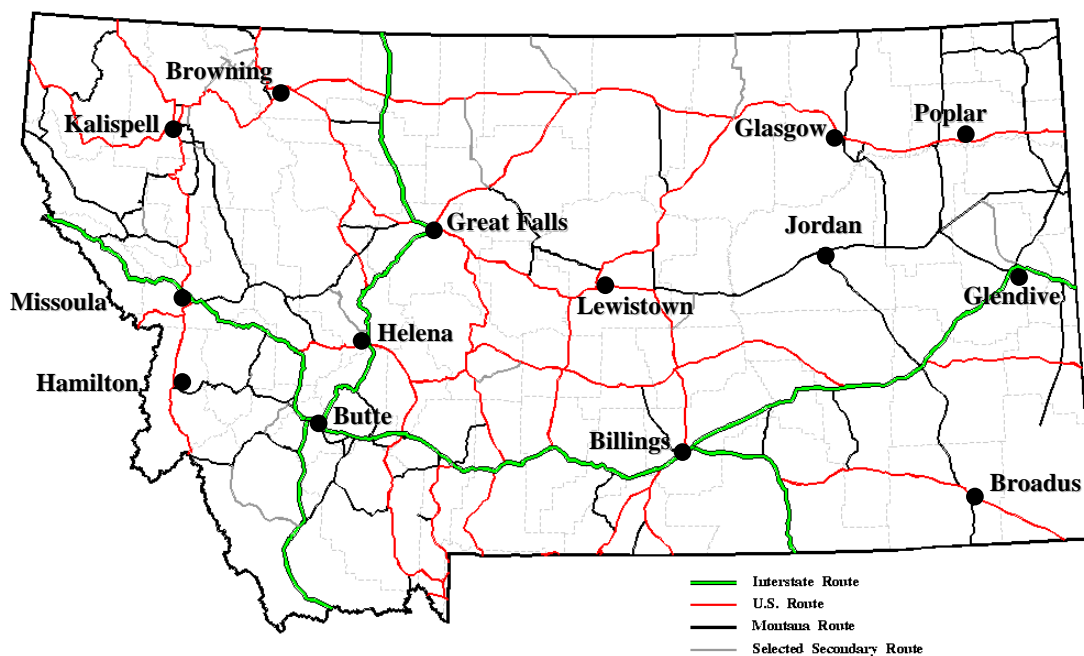 Browning
Kalispell
Glasgow
Poplar
Great Falls
Jordan
Missoula
Lewistown
Glendive
Helena
Hamilton
Butte
Billings
Broadus
Interstate Route
U.S. Route
Montana Route
Selected Secondary Route